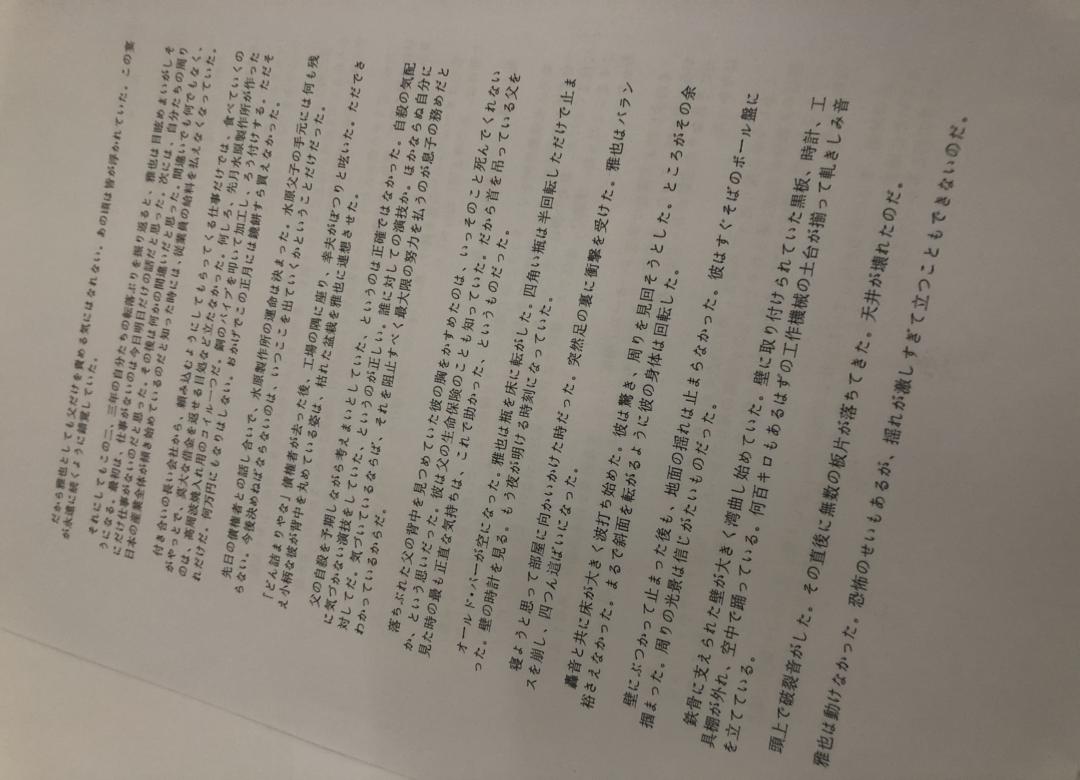 だから雅也としても父だけを責める気にはなれない。あの頃は皆が浮かれていた。この宴
が永遠に続くように錯覚していた。
それにしてもこの二、三年の自分たちの転落ぶりを振り返ると、雅也は目眩めまいがしそ
うになる。最初は、仕事がないのは今日明日だけの話だと思った。次には、自分たちの周り
にだけ仕事がないのだと思った。その後は何かの間違いだと思った。間違いでも何でもなく、
日本の産業全体が傾き始めているのだと知った時には、従業員の給料を払えなくなっていた。
付き合いの長い会社から、頼み込むようにしてもらってくる仕事だけでは、食べていくの
がやっとで、莫大な借金を返せる目処など立たなかった。何しろ、先月水原製作所が作った
のは、高周波焼入れ用のコイル一つだ。銅のパイプを叩いて加工し、ろう付けする。ただそ
れだけだ。何万円にもなりはしない。おかげでこの正月には鏡餅すら買えなかった。
先日の債権者との話し合いで、水原製作所の運命は決まった。水原父子の手元には何も残
らない。今後決めねばならないのは、いつここを出ていくかということだけだった。
「どん詰まりやな」債権者が去った後、工場の隅に座り、幸夫がぽつりと呟いた。ただでさ
え小柄な彼が背中を丸めている姿は、枯れた盆栽を雅也に連想させた。
父の自殺を予期しながら考えまいとしていた、というのは正確ではなかった。自殺の気配
に気づかない演技をしていた、というのが正しい。誰に対しての演技か。ほかならぬ自分に
対してだ。気づいているならば、それを阻止すべく最大限の努力を払うのが息子の務めだと
わかっているからだ。
落ちぶれた父の背中を見つめていた彼の胸をかすめたのは、いっそのこと死んでくれない
か、という思いだった。彼は父の生命保険のことも知っていた。だから首を吊っている父を
見た時の最も正直な気持ちは、これで助かった、というものだった。
オールド・パーが空になった。雅也は瓶を床に転がした。四角い瓶は半回転しただけで止ま
った。壁の時計を見る。もう夜が明ける時刻になっていた。
寝ようと思って部屋に向かいかけた時だった。突然足の裏に衝撃を受けた。雅也はバラン
スを崩し、四つん這ばいになった。
轟音と共に床が大きく波打ち始めた。彼は驚き、周りを見回そうとした。ところがその余
裕さえなかった。まるで斜面を転がるように彼の身体は回転した。
壁にぶつかって止まった後も、地面の揺れは止まらなかった。彼はすぐそばのボール盤に
掴まった。周りの光景は信じがたいものだった。
鉄骨に支えられた壁が大きく湾曲し始めていた。壁に取り付けられていた黒板、時計、工
具棚が外れ、空中で踊っている。何百キロもあるはずの工作機械の土台が揃って軋きしみ音
を立てている。
頭上で破裂音がした。その直後に無数の板片が落ちてきた。天井が壊れたのだ。
雅也は動けなかった。恐怖のせいもあるが、揺れが激しすぎて立つこともできないのだ。